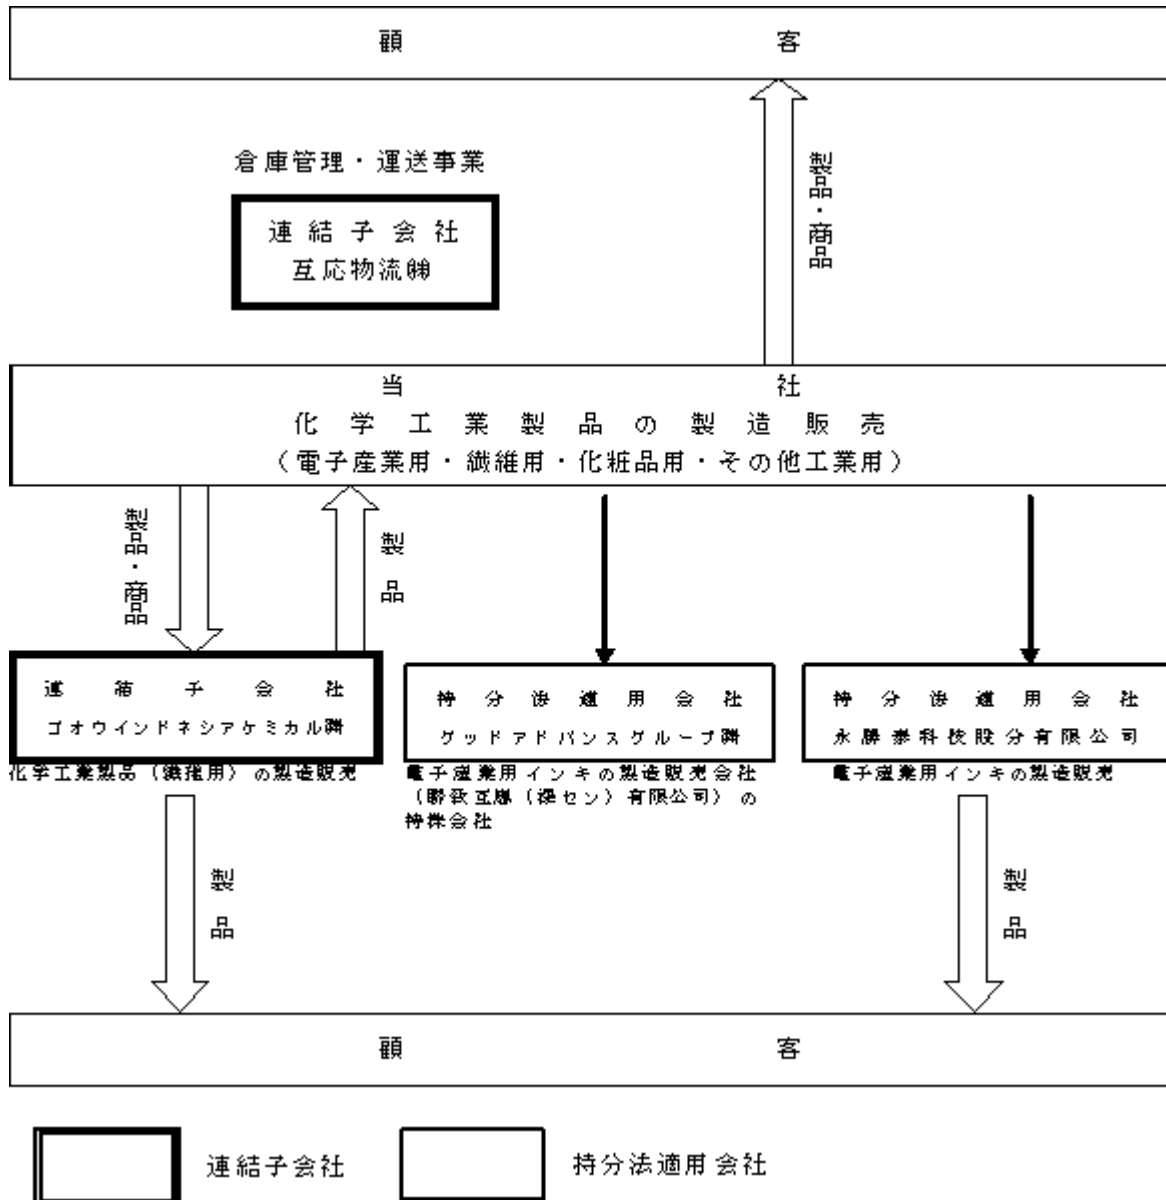 顧客
倉庫管理・運送事業
連結子会社
互応物流㈱
製品・商品
当社
化学工業製品の製造販売
（電子産業用・繊維用・化粧品用・その他工業用）
製品・商品
製品
連結子会社
ゴオウインドネシアケミカル㈱
化学工業製品（繊維用）の製造販売
持分法適用会社
グッドアドバンスグループ㈱
電子産業用インキの製造販売会社
（聯致互應（深セン）有限公司）の
持株会社
持分法適用会社
永勝泰科技股分有限公司
電子産業用インキの製造販売
製品
製品
顧客
連結子会社
持分法適用会社